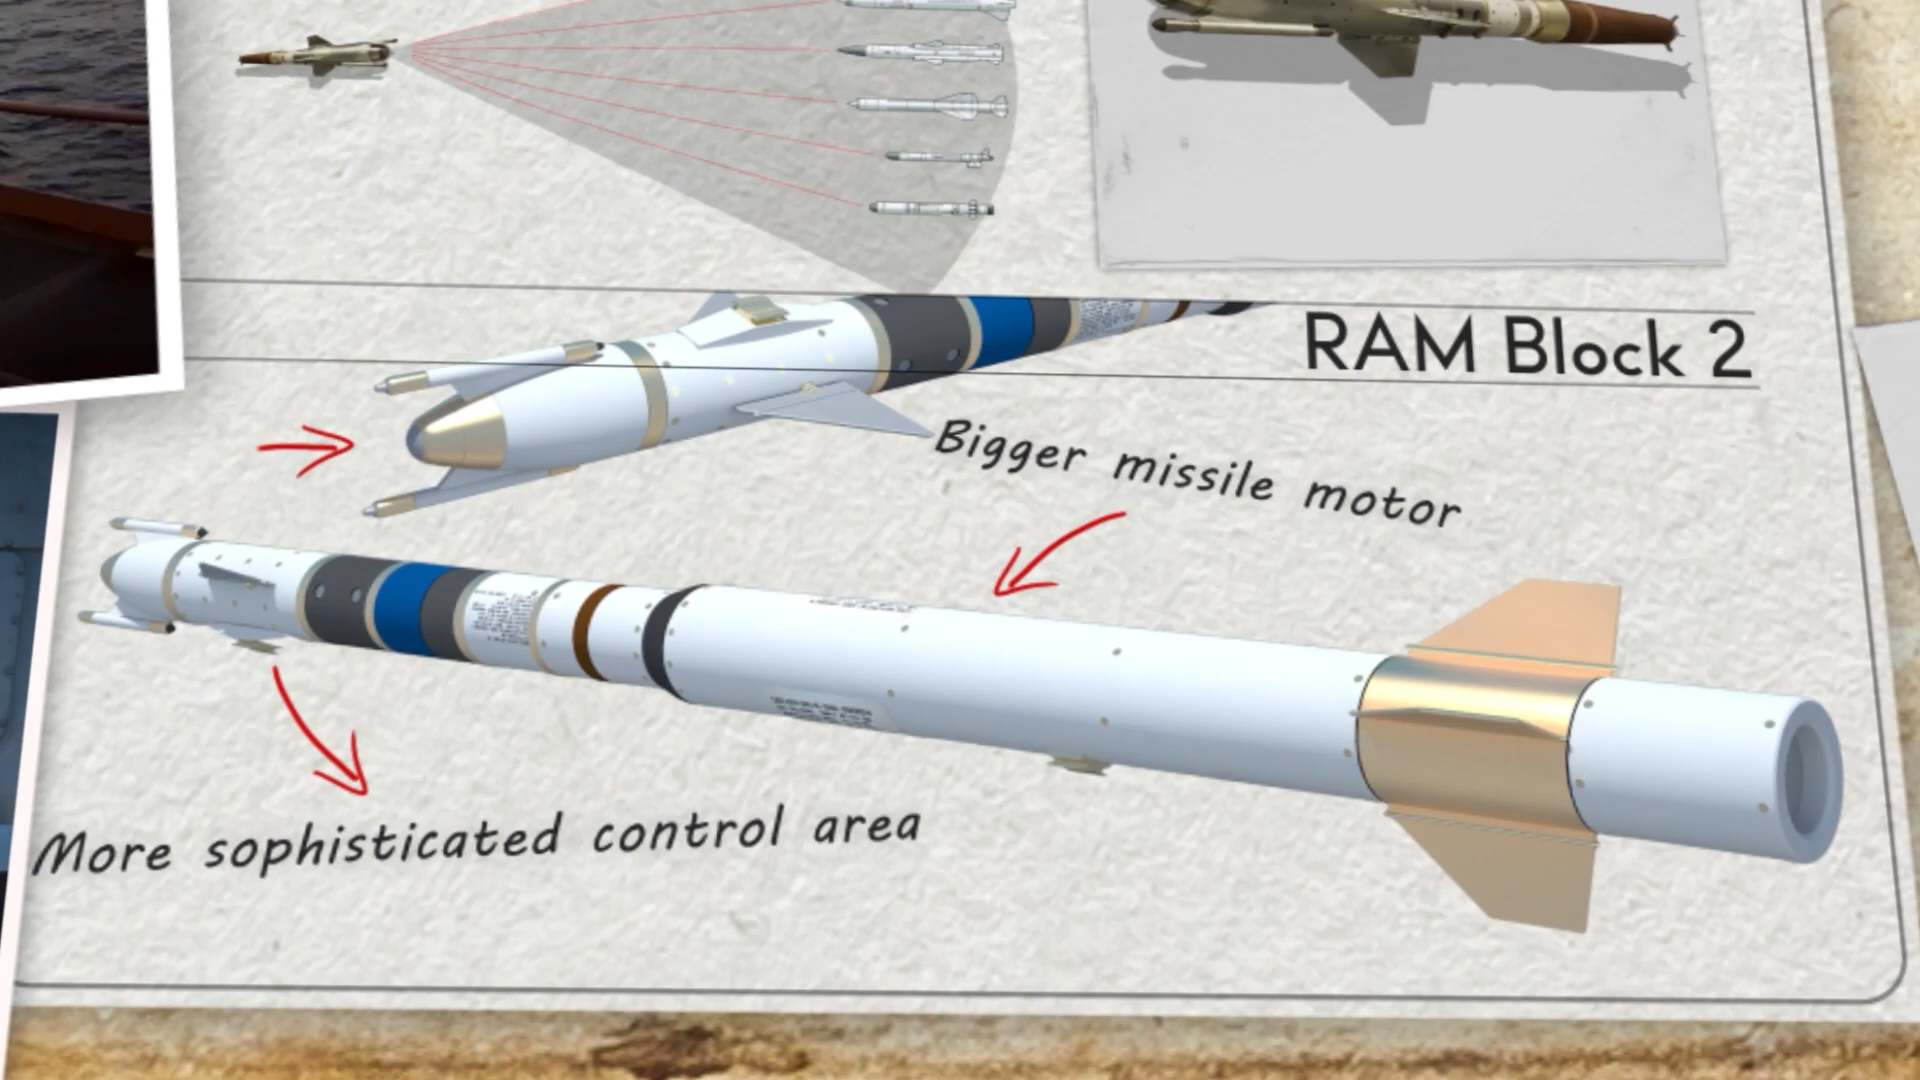 RAM Block 2
Bigger missile motor
More sophisticated control area